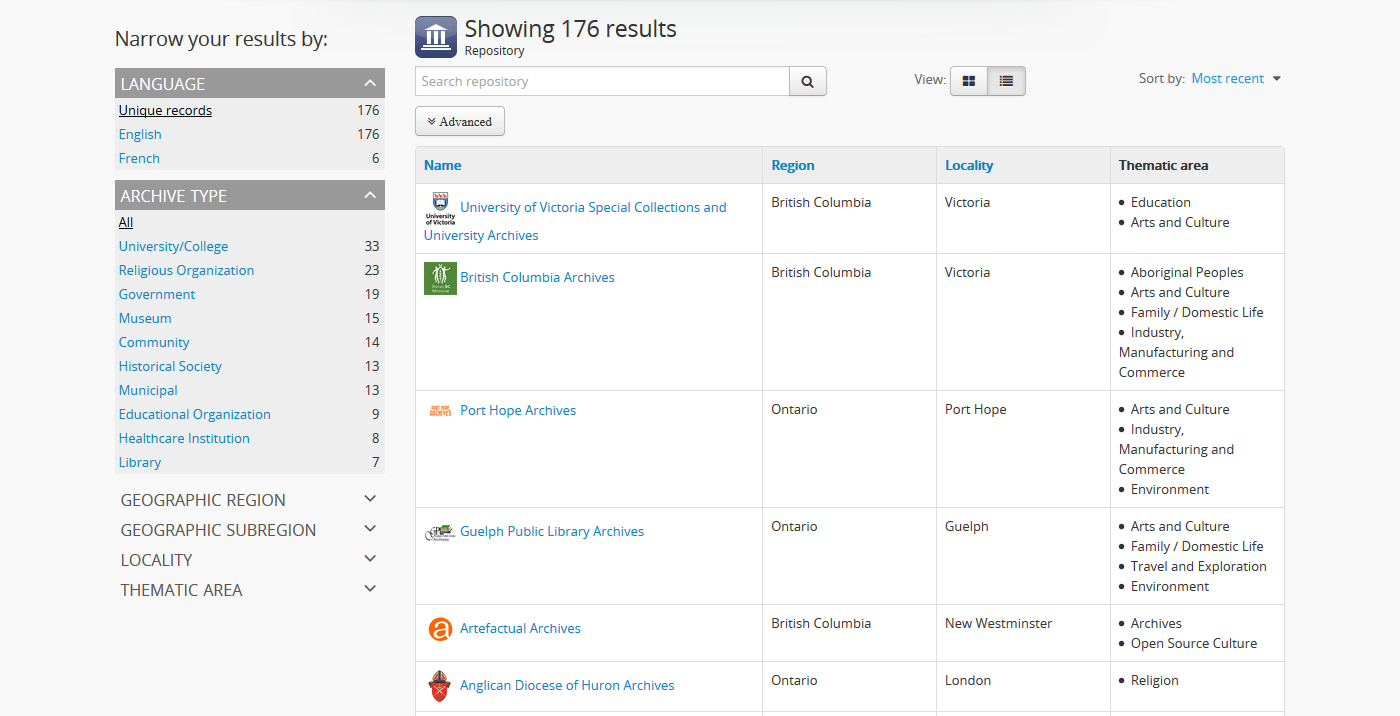 Narrow your results by:
LANGUAGE
Unique records 176
English 176
French 6
ARCHIVE TYPE
All
University/College 33
Religious Organization 23
Government 19
Museum 15
Community 14
Historical Society 13
Municipal 13
Educational Organization 9
Healthcare Institution 8
Library 7
GEOGRAPHIC REGION
GEOGRAPHIC SUBREGION
LOCALITY
THEMATIC AREA
Showing 176 results
Repository
Search repository
View:
Sort by: Most recent
Advanced
Name Region Locality Thematic area
University of Victoria
University of Victoria Special Collections and
University Archives
British Columbia
Victoria
• Education
• Arts and Culture
British Columbia Archives
British Columbia
Victoria
• Aboriginal Peoples
• Arts and Culture
• Family / Domestic Life
• Industry,
Manufacturing and
Commerce
PORT HOPE
ARCHIVES
Port Hope Archives
Ontario
Port Hope
• Arts and Culture
• Industry,
Manufacturing and
Commerce
• Environment
Guelph Public Library Archives
Ontario
Guelph
• Arts and Culture
• Family / Domestic Life
• Travel and Exploration
• Environment
a
Artefactual Archives
British Columbia
New Westminster
• Archives
• Open Source Culture
Anglican Diocese of Huron Archives
Ontario
London
• Religion